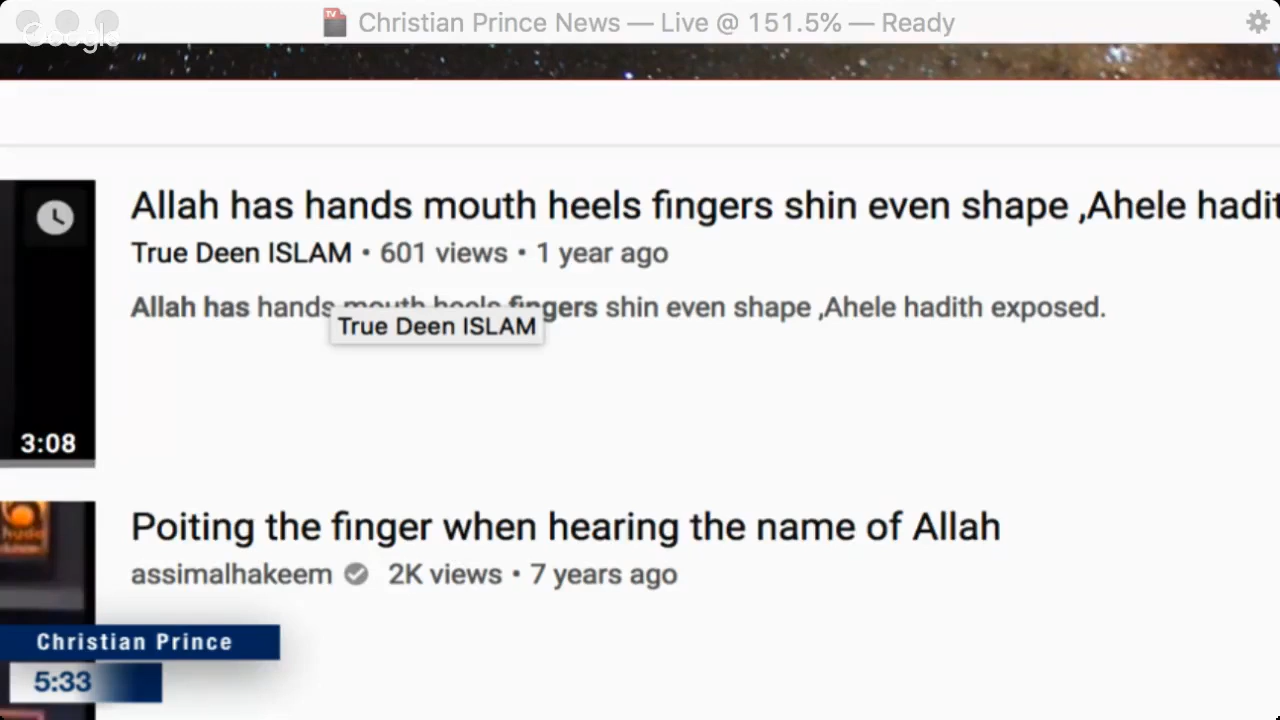 Christian Prince News — Live @ 151.5% — Ready
Google
Allah has hands mouth heels fingers shin even shape ,Ahele hadit
True Deen ISLAM • 601 views • 1 year ago
Allah has hands mouth heels fingers shin even shape ,Ahele hadith exposed.
True Deen ISLAM
3:08
Poiting the finger when hearing the name of Allah
assimalhakeem 2K views • 7 years ago
Christian Prince
5:33